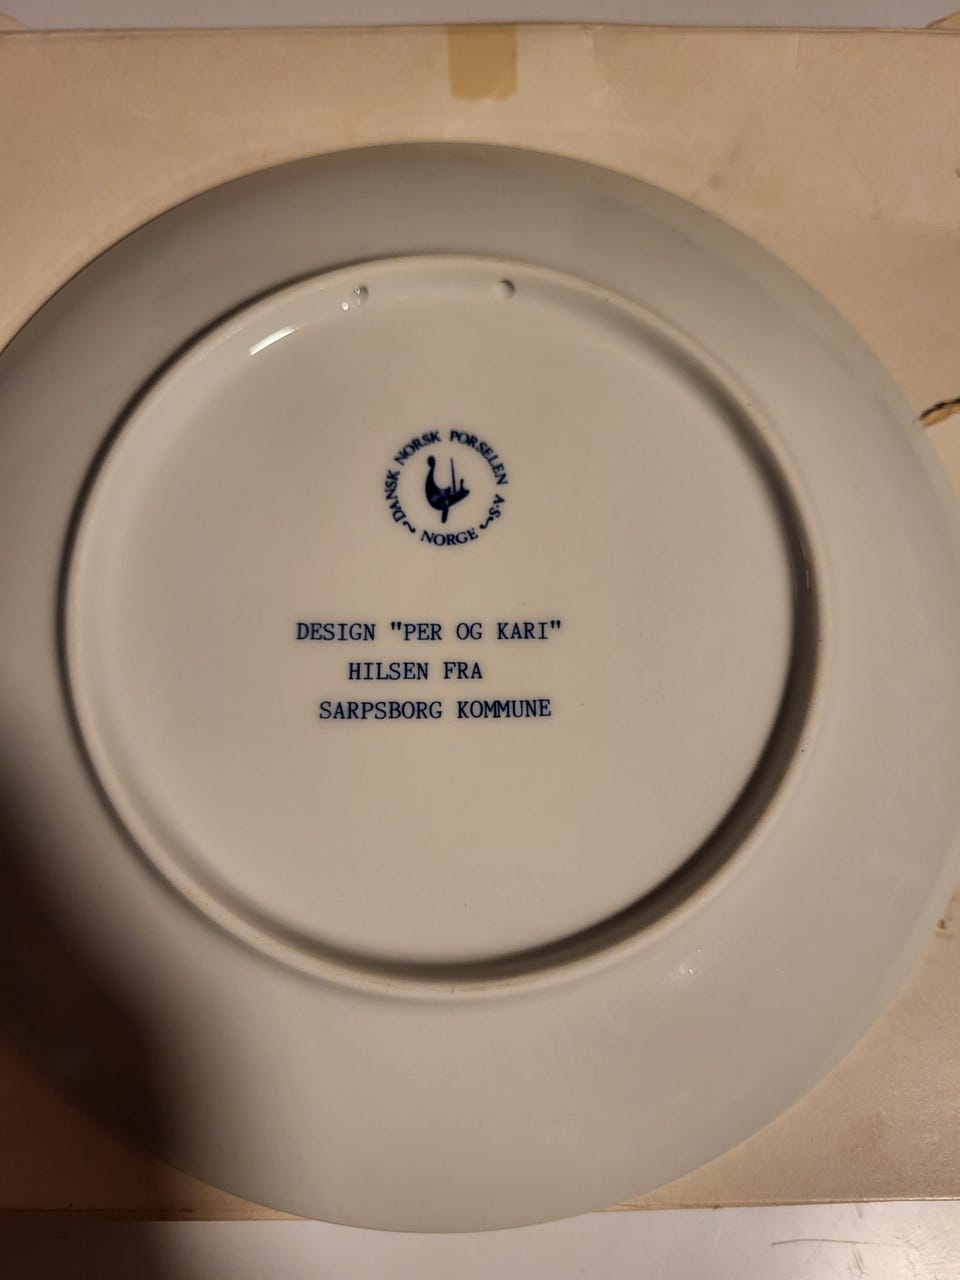 DANSK NORSK PORSELEN A·S·
NORGE
DESIGN "PER OG KARI"
HILSEN FRA
SARPSBORG KOMMUNE